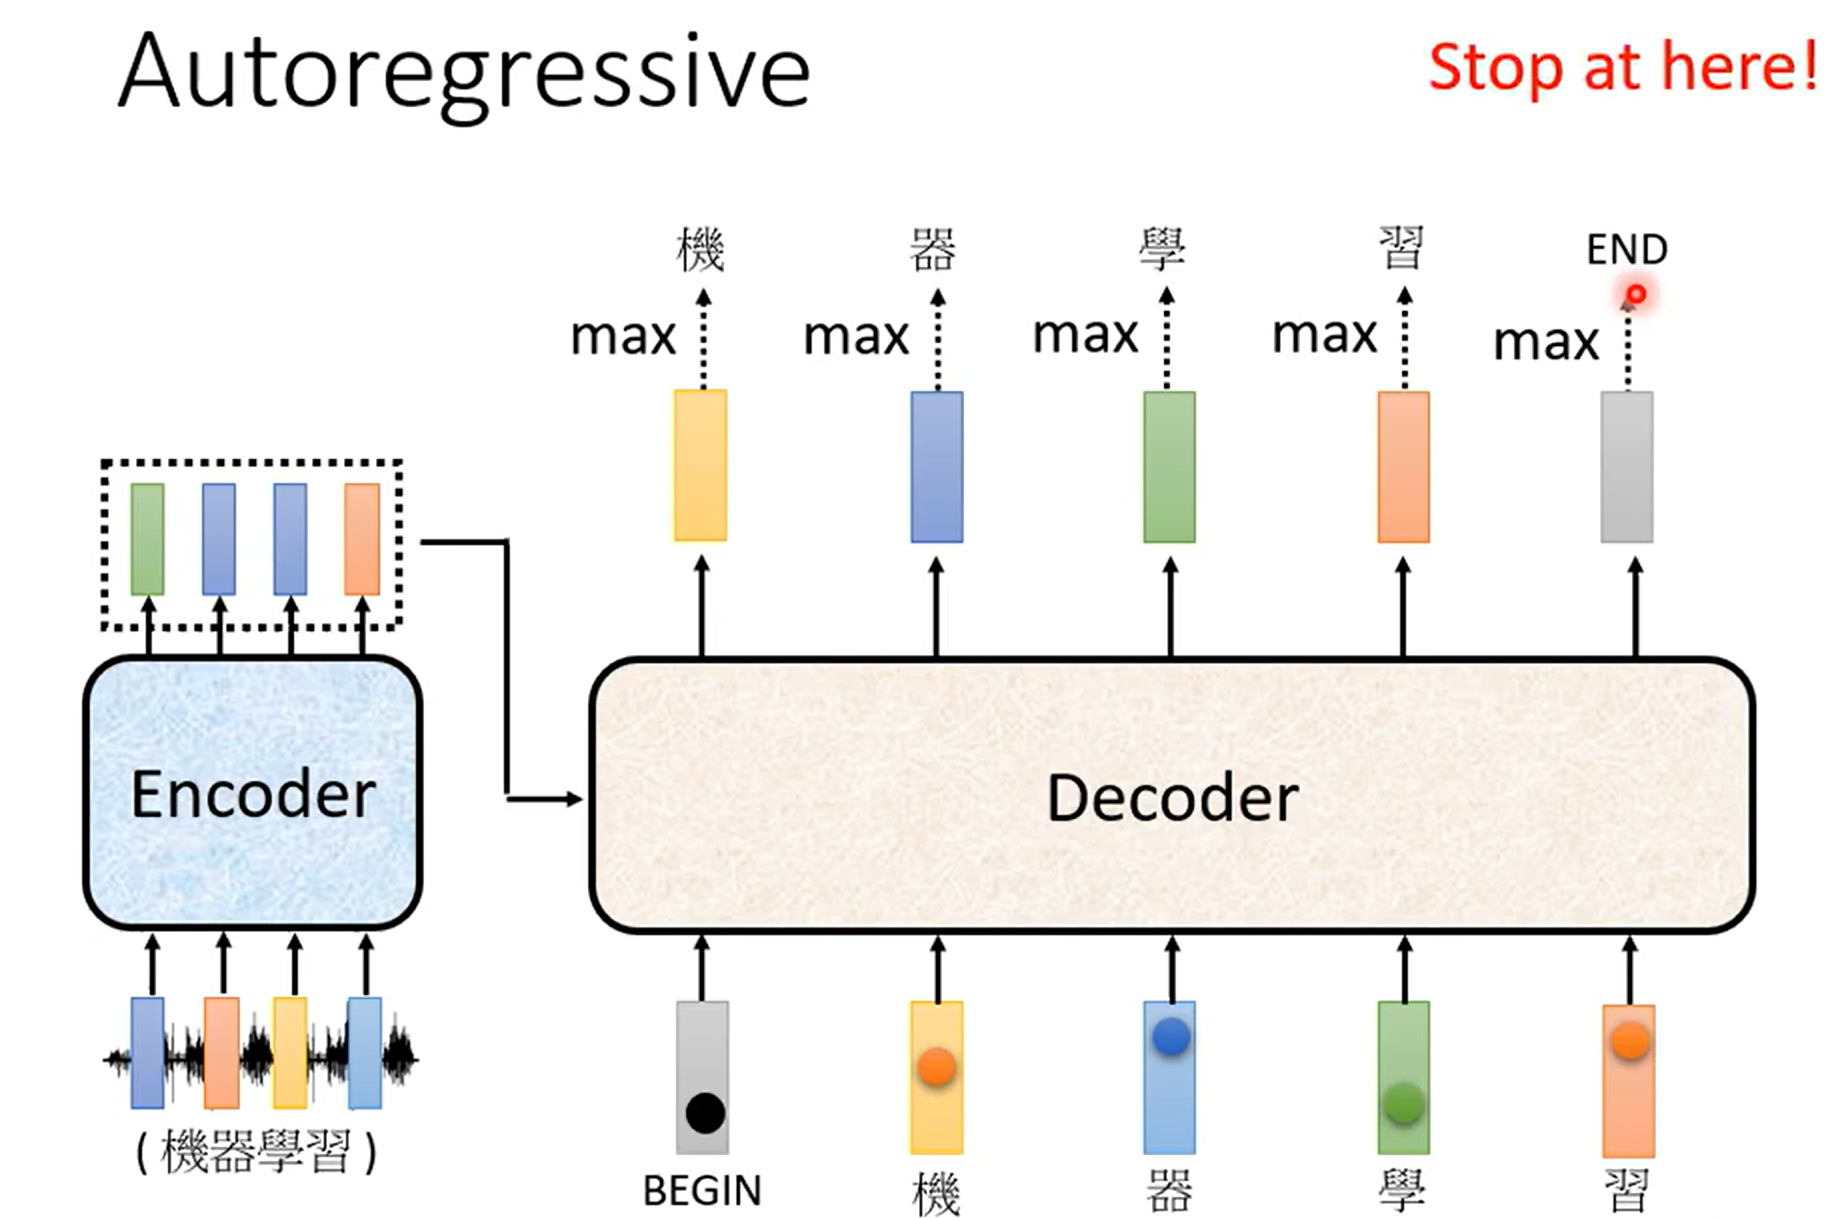 Autoregressive
Stop at here!
機 器 學 習 END
max max max max max
Encoder
Decoder
(機器學習)
BEGIN 機 器 學 習